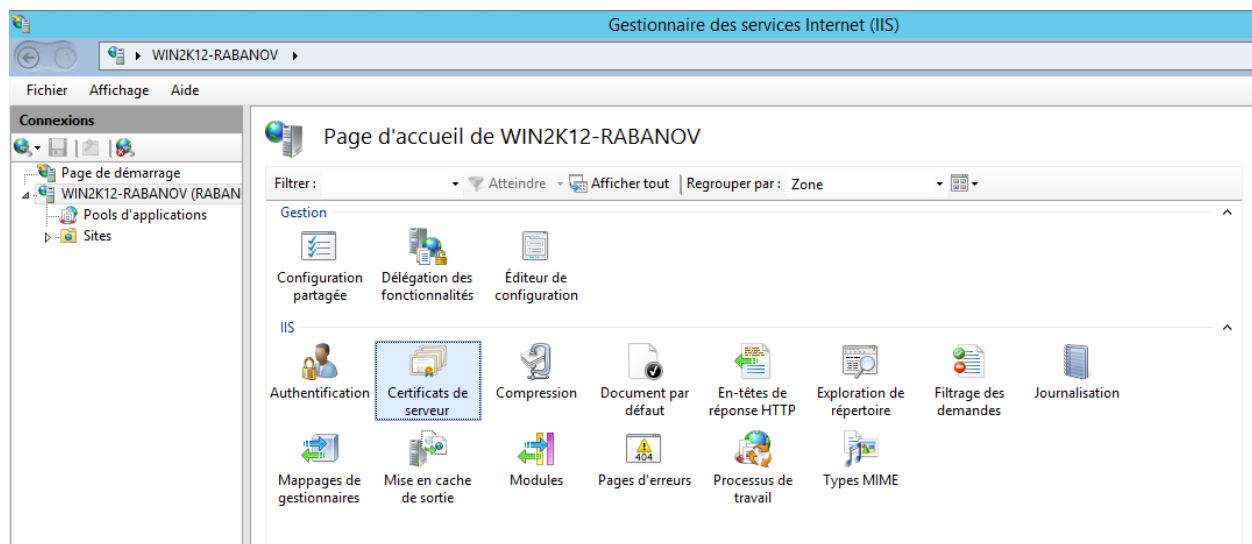 Gestionnaire des services Internet (IIS)
WIN2K12-RABANOV
Fichier Affichage Aide
Connexions
Page de démarrage
WIN2K12-RABANOV (RABAN
Pools d'applications
Sites
Page d'accueil de WIN2K12-RABANOV
Filtrer : Atteindre Afficher tout Regrouper par : Zone
Gestion
Configuration partagée
Délégation des fonctionnalités
Éditeur de configuration
IIS
Authentification
Certificats de serveur
Compression
Document par défaut
En-têtes de réponse HTTP
Exploration de répertoire
Filtrage des demandes
Journalisation
Mappages de gestionnaires
Mise en cache de sortie
Modules
404
Pages d'erreurs
Processus de travail
Types MIME